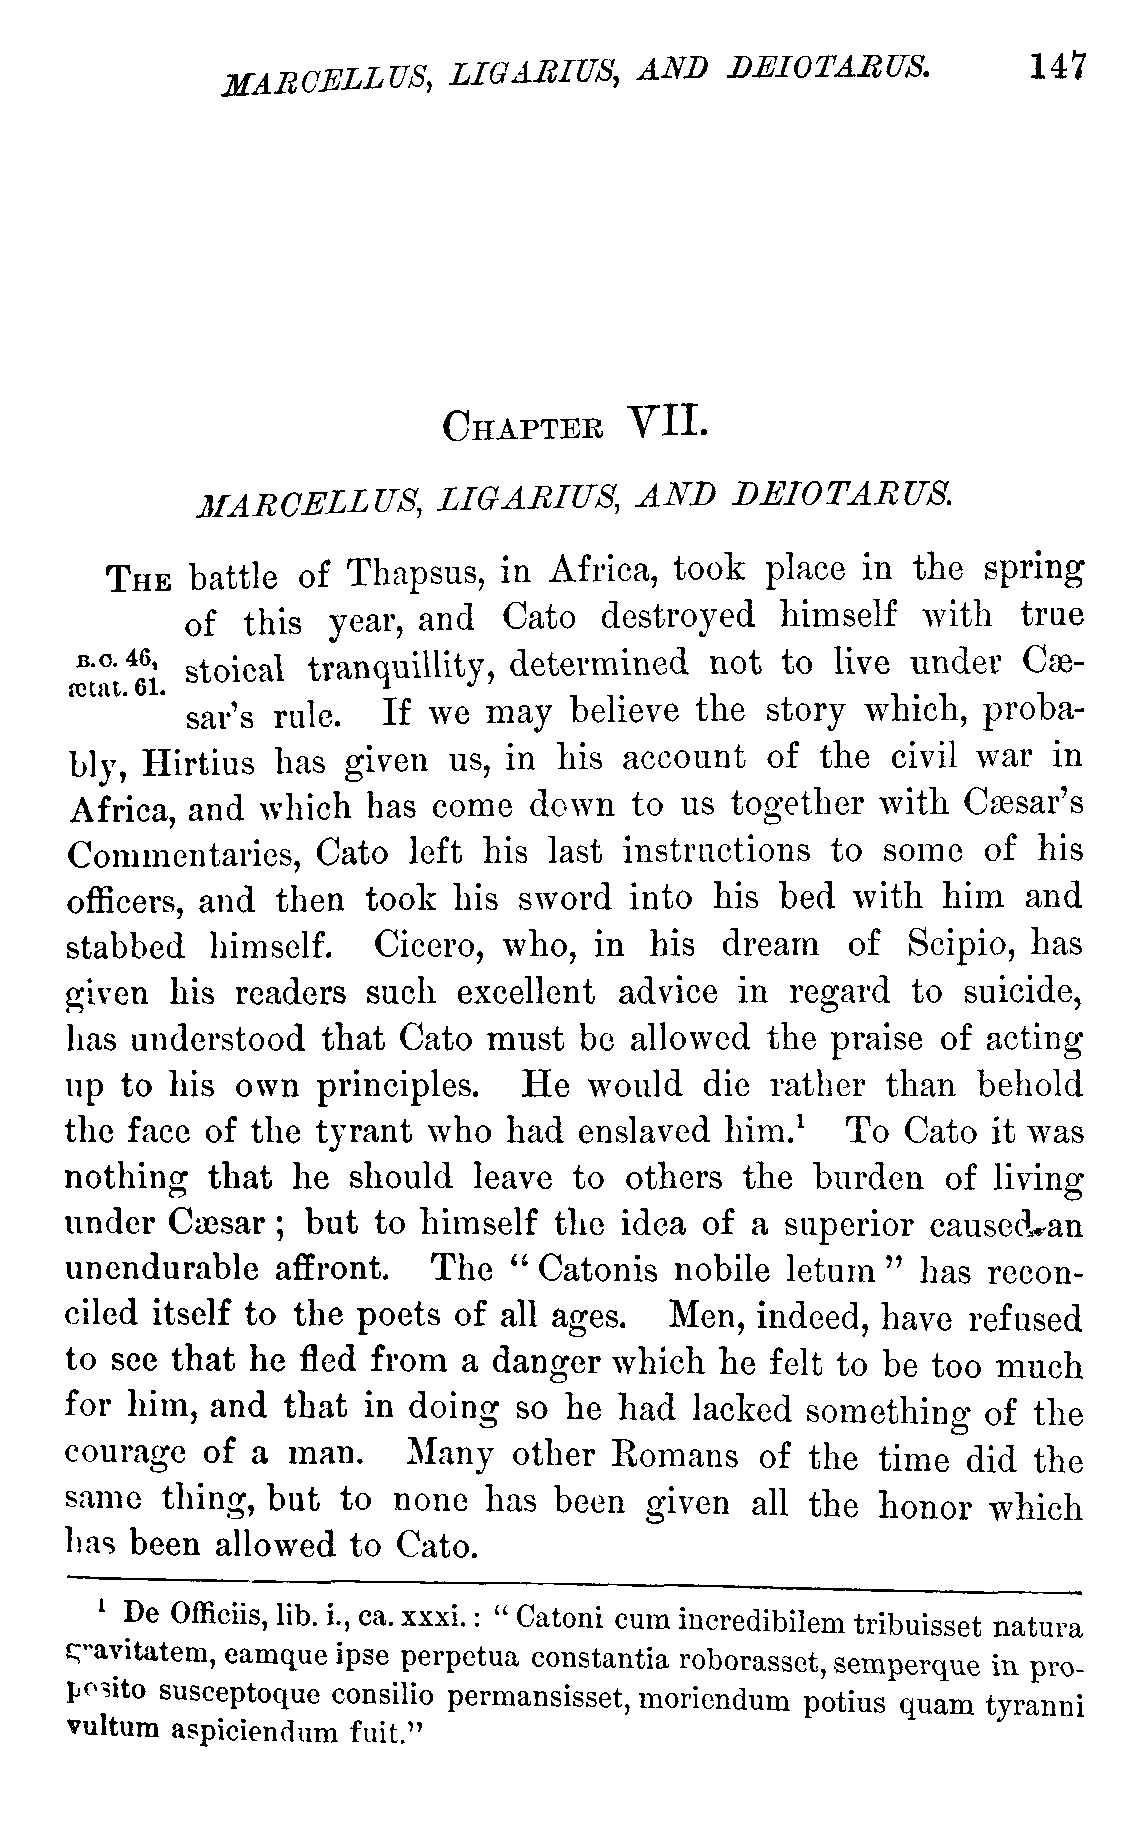 MARCELLUS, LIGARIUS, AND DEIOTARUS. 147
CHAPTER VII.
MARCELLUS, LIGARIUS, AND DEIOTARUS.
THE battle of Thapsus, in Africa, took place in the spring
of this year, and Cato destroyed himself with true
B.C. 46,
ætat. 61.
stoical tranquillity, determined not to live under Cæ-
sar's rule. If we may believe the story which, proba-
bly, Hirtius has given us, in his account of the civil war in
Africa, and which has come down to us together with Cæsar's
Commentaries, Cato left his last instructions to some of his
officers, and then took his sword into his bed with him and
stabbed himself. Cicero, who, in his dream of Scipio, has
given his readers such excellent advice in regard to suicide,
has understood that Cato must be allowed the praise of acting
up to his own principles. He would die rather than behold
the face of the tyrant who had enslaved him.¹ To Cato it was
nothing that he should leave to others the burden of living
under Cæsar; but to himself the idea of a superior caused an
unendurable affront. The "Catonis nobile letum" has recon-
ciled itself to the poets of all ages. Men, indeed, have refused
to see that he fled from a danger which he felt to be too much
for him, and that in doing so he had lacked something of the
courage of a man. Many other Romans of the time did the
same thing, but to none has been given all the honor which
has been allowed to Cato.
¹ De Officiis, lib. i., ca. xxxi.: "Catoni cum incredibilem tribuisset natura
gravitatem, eamque ipse perpetua constantia roborasset, semperque in pro-
posito susceptoque consilio permansisset, moriendum potius quam tyranni
vultum aspiciendum fuit."